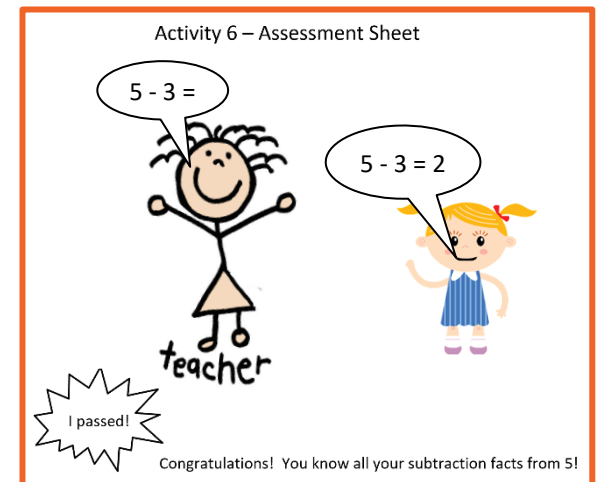 Activity 6 – Assessment Sheet
5 - 3 =
5 - 3 = 2
teacher
I passed!
Congratulations!  You know all your subtraction facts from 5!